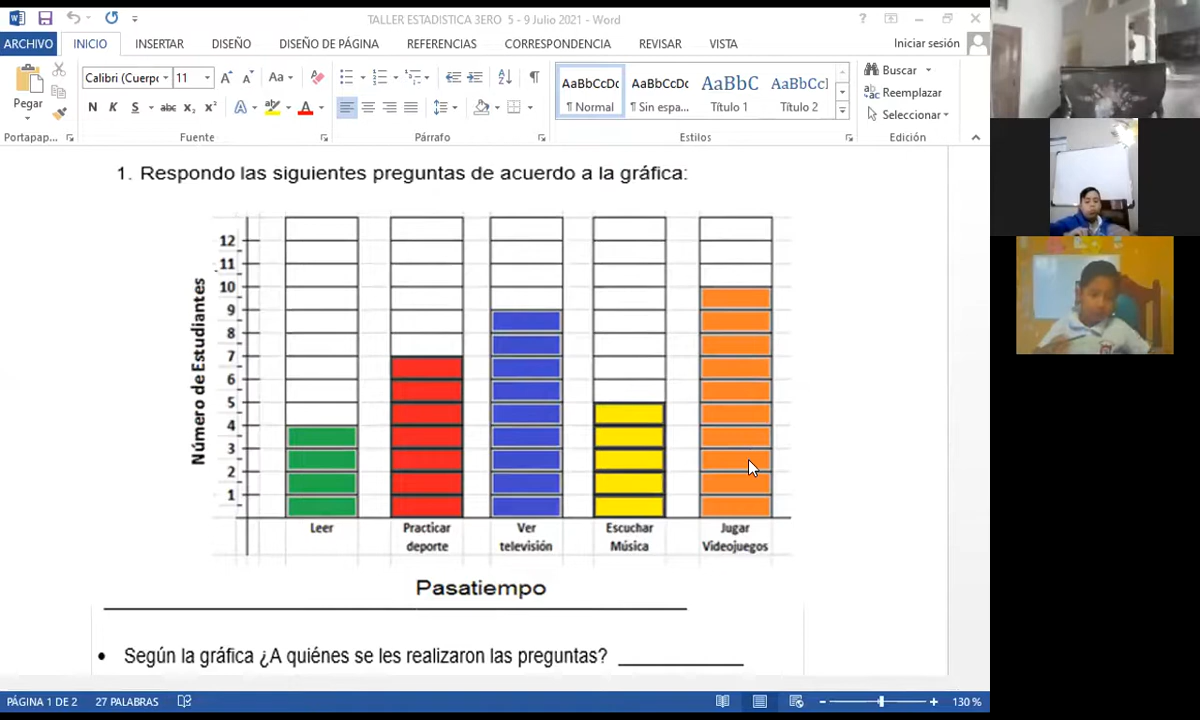 TALLER ESTADISTICA 3ERO 5 - 9 Julio 2021 - Word
ARCHIVO INICIO INSERTAR DISEÑO DISEÑO DE PÁGINA REFERENCIAS CORRESPONDENCIA REVISAR VISTA Iniciar sesión
Calibri (Cuerpo 11
Pegar
N K S abc x₂ x²
AaBbCcDc AaBbCcDc AaBbC AaBbCcl
¶ Normal ¶ Sin espa... Título 1 Título 2
Buscar
Reemplazar
Seleccionar
Portapap... Fuente Párrafo Estilos Edición
1. Respondo las siguientes preguntas de acuerdo a la gráfica:
Número de Estudiantes
12
11
10
9
8
7
6
5
4
3
2
1
Leer
Practicar deporte
Ver televisión
Escuchar Música
Jugar Videojuegos
Pasatiempo
• Según la gráfica ¿A quiénes se les realizaron las preguntas? ____________
PÁGINA 1 DE 2 27 PALABRAS 130 %